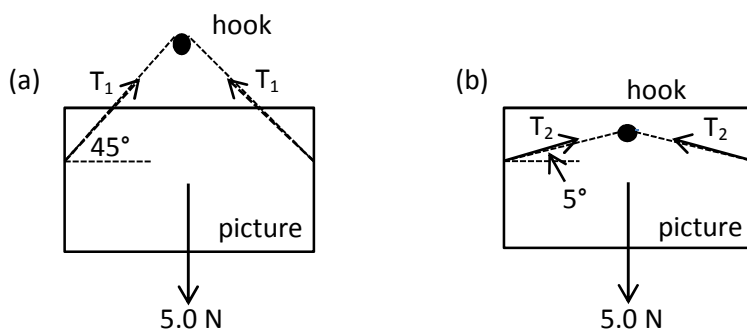 (a)
hook
T₁
T₁
45°
picture
5.0 N
(b)
hook
T₂
T₂
5°
picture
5.0 N